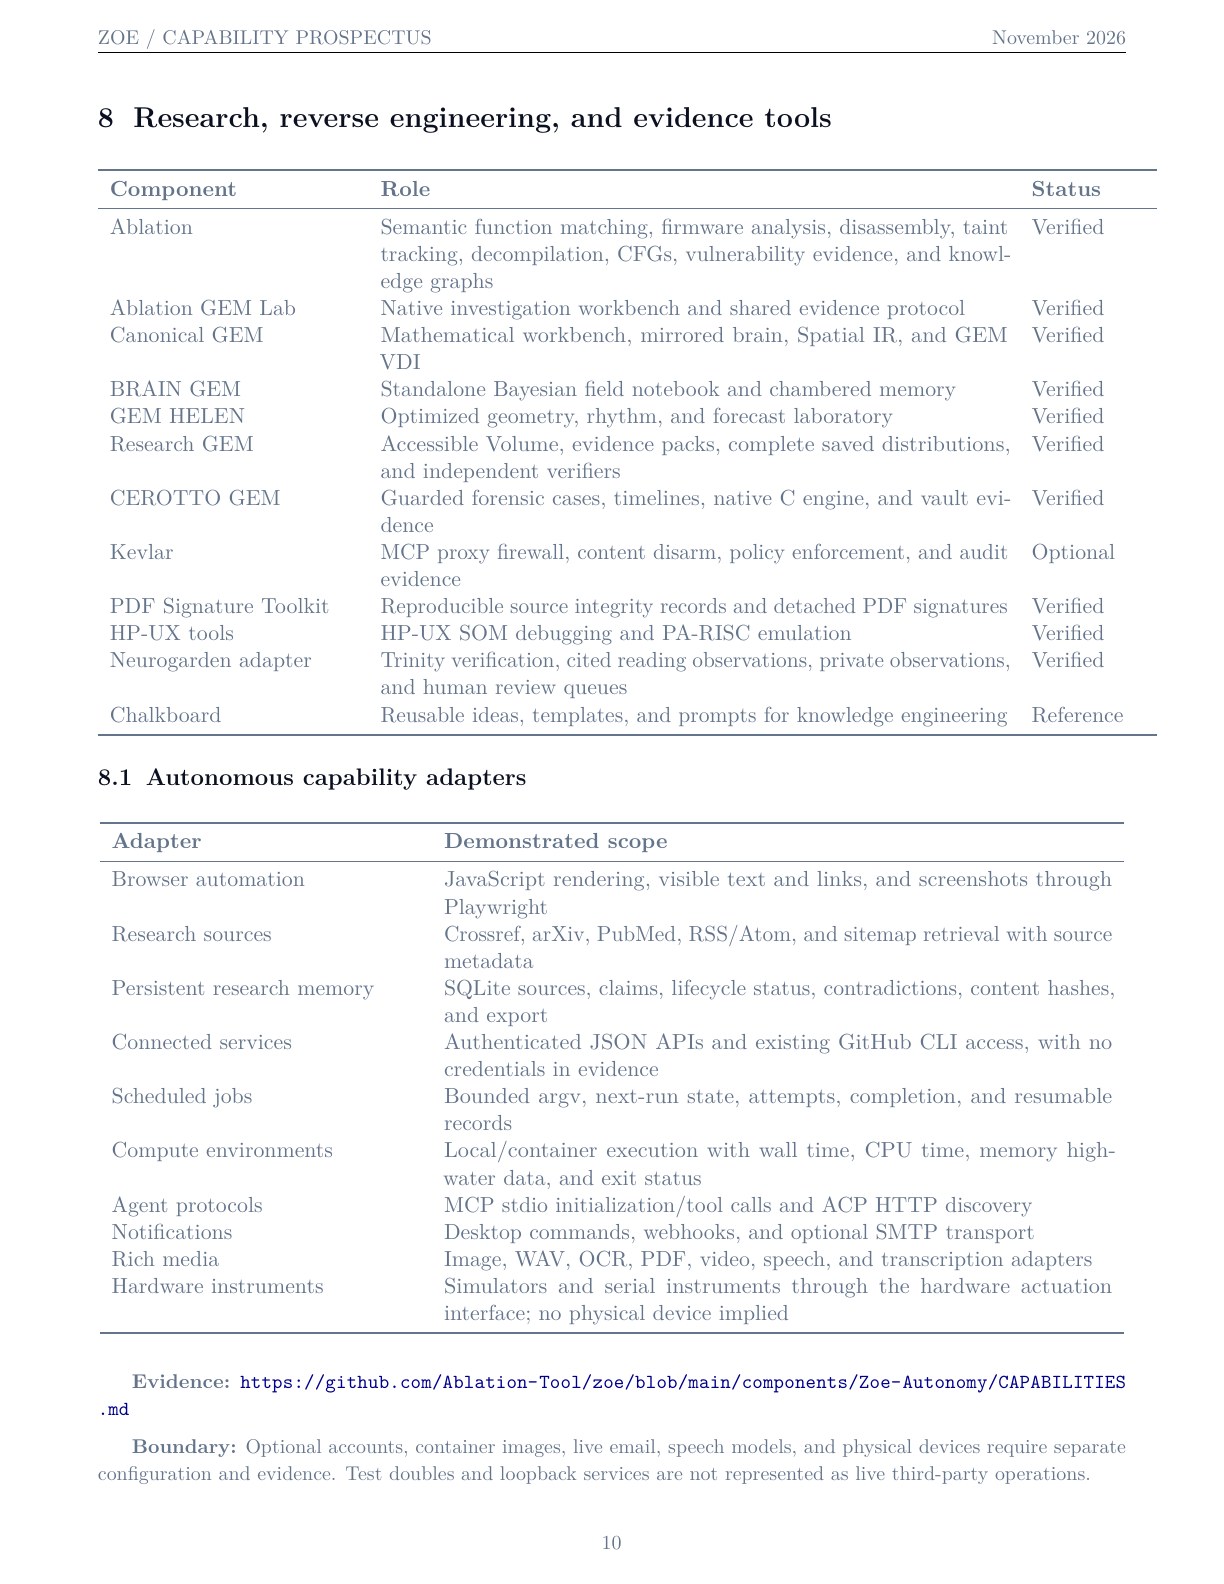 ZOE / CAPABILITY PROSPECTUS November 2026
8 Research, reverse engineering, and evidence tools
Component Role Status
Ablation Semantic function matching, firmware analysis, disassembly, taint Verified
tracking, decompilation, CFGs, vulnerability evidence, and knowl-
edge graphs
Ablation GEM Lab Native investigation workbench and shared evidence protocol Verified
Canonical GEM Mathematical workbench, mirrored brain, Spatial IR, and GEM Verified
VDI
BRAIN GEM Standalone Bayesian field notebook and chambered memory Verified
GEM HELEN Optimized geometry, rhythm, and forecast laboratory Verified
Research GEM Accessible Volume, evidence packs, complete saved distributions, Verified
and independent verifiers
CEROTTO GEM Guarded forensic cases, timelines, native C engine, and vault evi- Verified
dence
Kevlar MCP proxy firewall, content disarm, policy enforcement, and audit Optional
evidence
PDF Signature Toolkit Reproducible source integrity records and detached PDF signatures Verified
HP-UX tools HP-UX SOM debugging and PA-RISC emulation Verified
Neurogarden adapter Trinity verification, cited reading observations, private observations, Verified
and human review queues
Chalkboard Reusable ideas, templates, and prompts for knowledge engineering Reference
8.1 Autonomous capability adapters
Adapter Demonstrated scope
Browser automation JavaScript rendering, visible text and links, and screenshots through
Playwright
Research sources Crossref, arXiv, PubMed, RSS/Atom, and sitemap retrieval with source
metadata
Persistent research memory SQLite sources, claims, lifecycle status, contradictions, content hashes,
and export
Connected services Authenticated JSON APIs and existing GitHub CLI access, with no
credentials in evidence
Scheduled jobs Bounded argv, next-run state, attempts, completion, and resumable
records
Compute environments Local/container execution with wall time, CPU time, memory high-
water data, and exit status
Agent protocols MCP stdio initialization/tool calls and ACP HTTP discovery
Notifications Desktop commands, webhooks, and optional SMTP transport
Rich media Image, WAV, OCR, PDF, video, speech, and transcription adapters
Hardware instruments Simulators and serial instruments through the hardware actuation
interface; no physical device implied
Evidence: https://github.com/Ablation-Tool/zoe/blob/main/components/Zoe-Autonomy/CAPABILITIES
.md
Boundary: Optional accounts, container images, live email, speech models, and physical devices require separate
configuration and evidence. Test doubles and loopback services are not represented as live third-party operations.
10